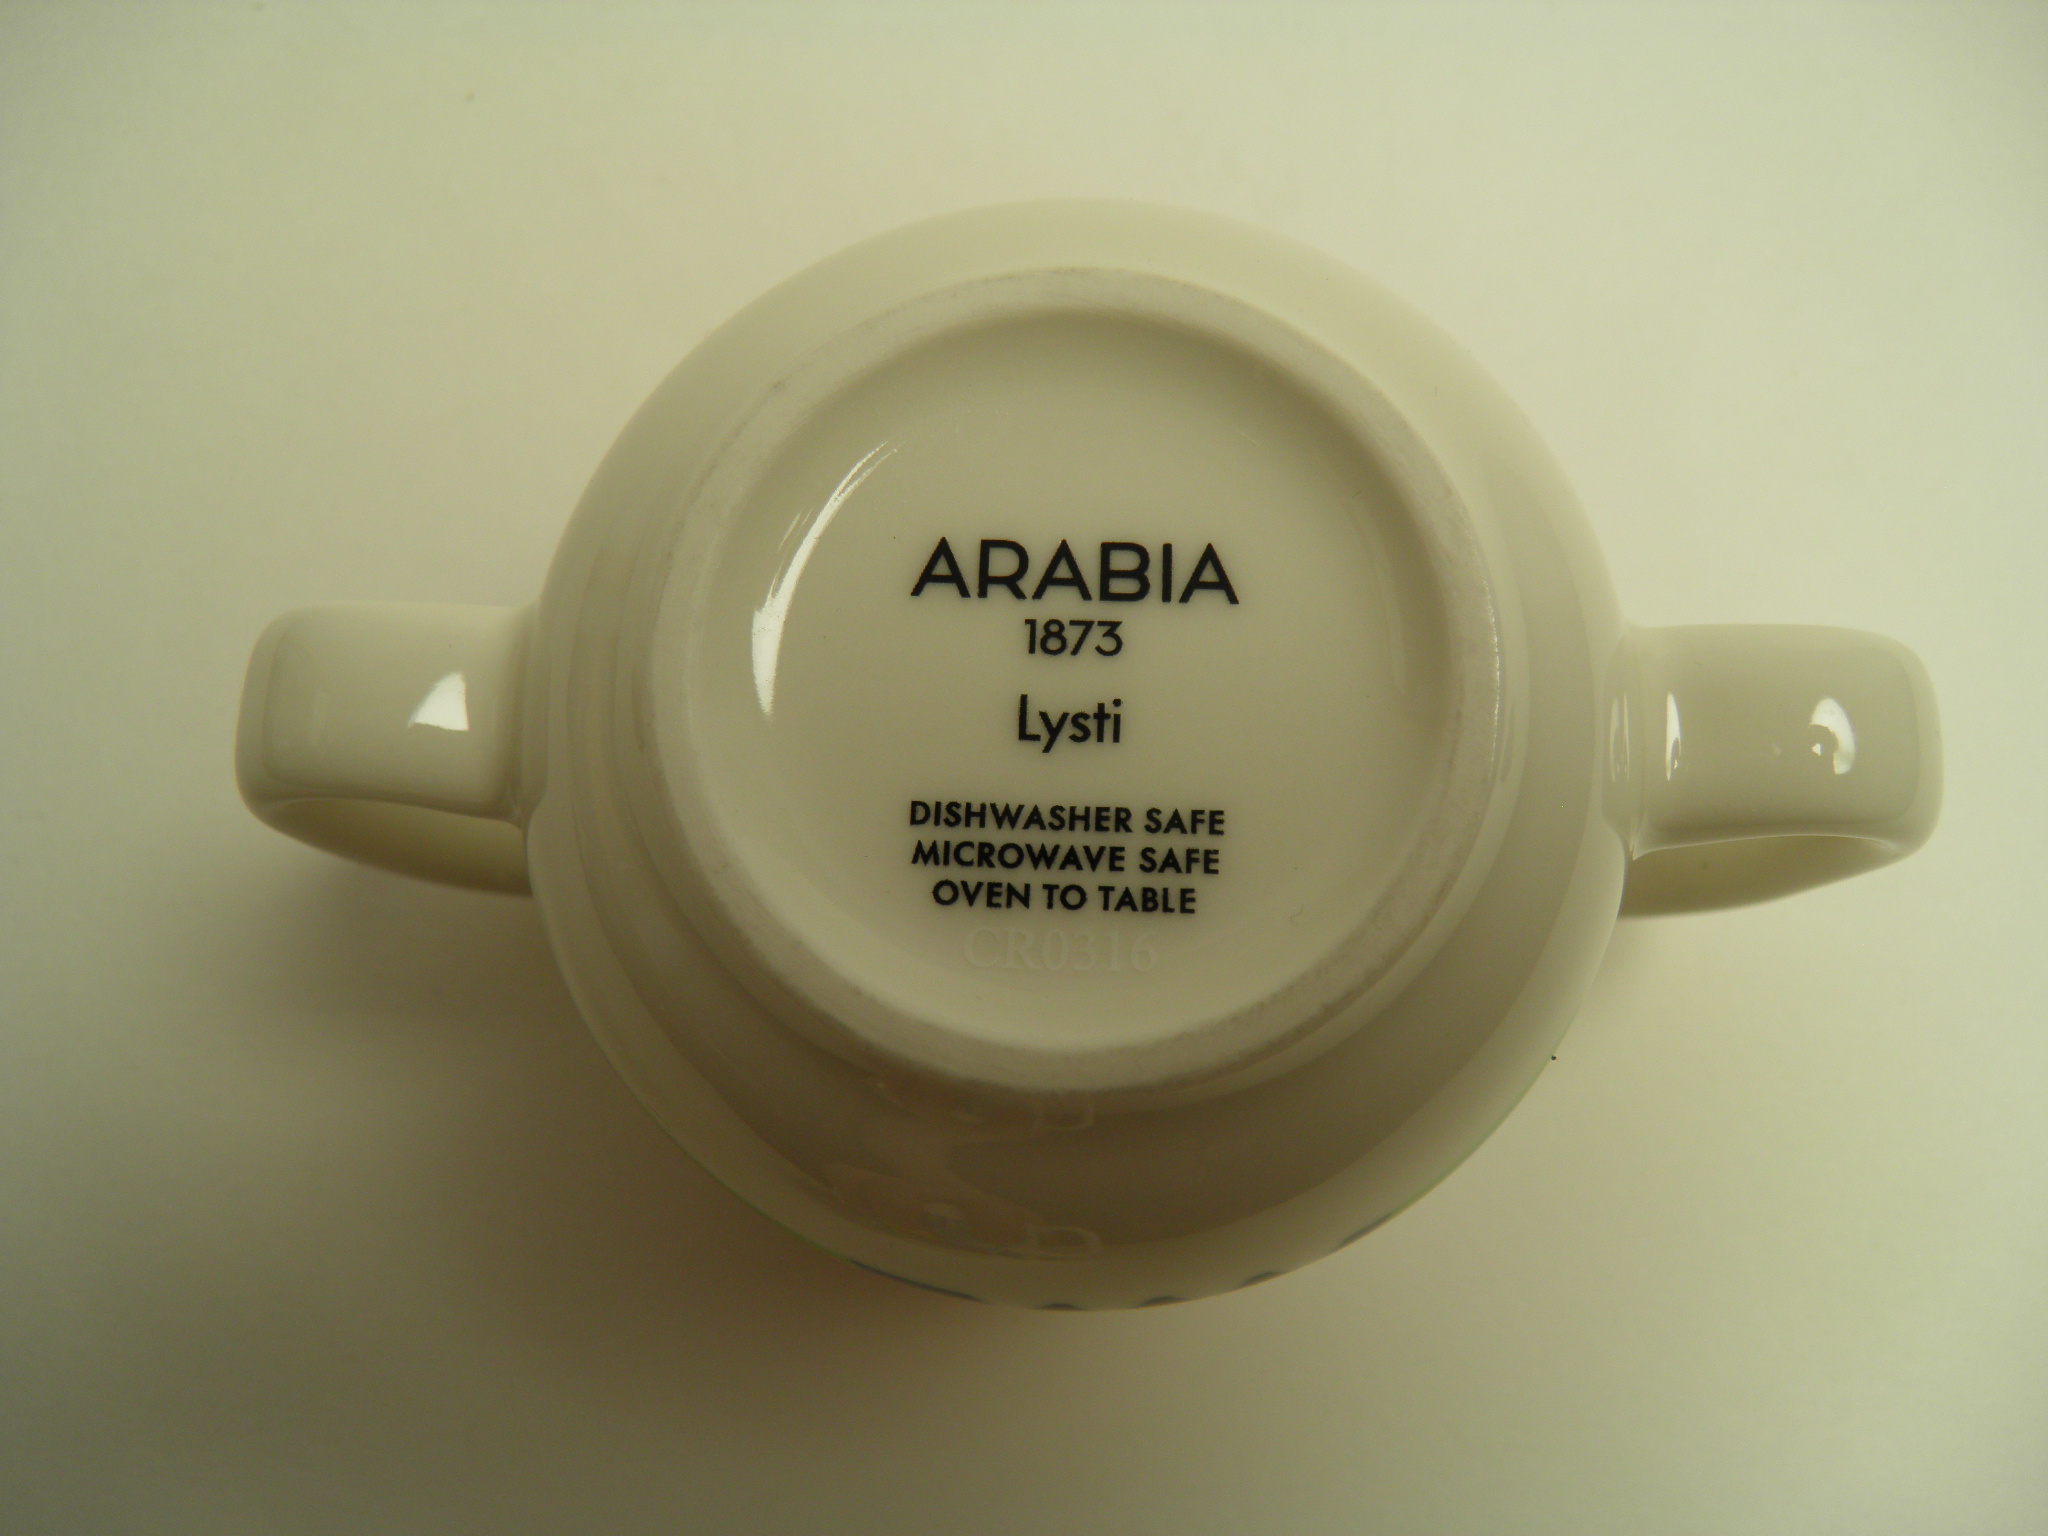 ARABIA
1873
Lysti
DISHWASHER SAFE
MICROWAVE SAFE
OVEN TO TABLE
CR0316